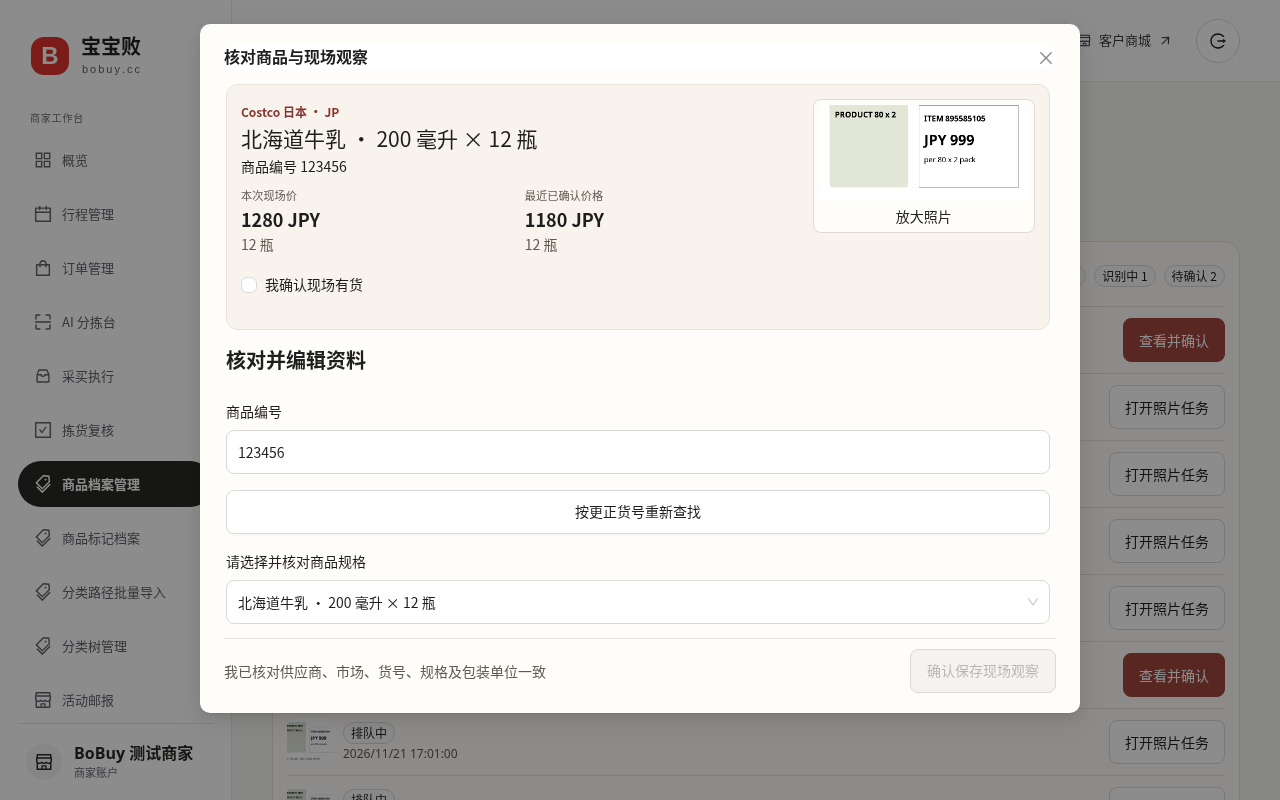 B 宝宝败
bobuy.cc
商家工作台
概览
行程管理
订单管理
AI 分拣台
采买执行
拣货复核
商品档案管理
商品标记档案
分类路径批量导入
分类树管理
活动邮报
BoBuy 测试商家
商家账户
客户商城
识别中 1
待确认 2
查看并确认
打开照片任务
打开照片任务
打开照片任务
打开照片任务
查看并确认
打开照片任务
排队中
2026/11/21 17:01:00
排队中
核对商品与现场观察
Costco 日本 · JP
北海道牛乳 · 200 毫升 × 12 瓶
商品编号 123456
本次现场价
1280 JPY
12 瓶
最近已确认价格
1180 JPY
12 瓶
我确认现场有货
PRODUCT 80 x 2
ITEM 895585105
JPY 999
per 80 x 2 pack
放大照片
核对并编辑资料
商品编号
123456
按更正货号重新查找
请选择并核对商品规格
北海道牛乳 · 200 毫升 × 12 瓶
我已核对供应商、市场、货号、规格及包装单位一致
确认保存现场观察